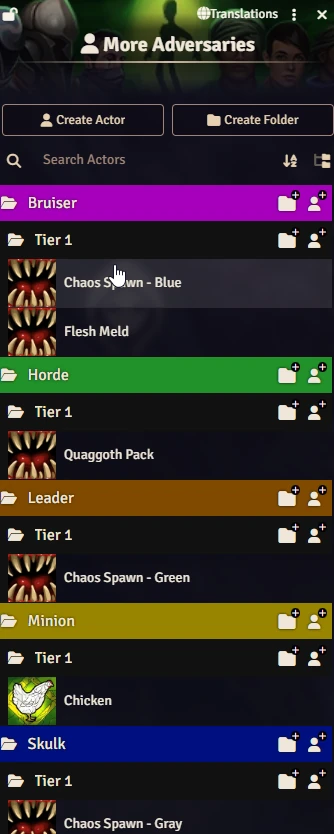 Translations
More Adversaries
Create Actor
Create Folder
Search Actors
Bruiser
Tier 1
Chaos Spawn - Blue
Flesh Meld
Horde
Tier 1
Quaggoth Pack
Leader
Tier 1
Chaos Spawn - Green
Minion
Tier 1
Chicken
Skulk
Tier 1
Chaos Spawn - Gray